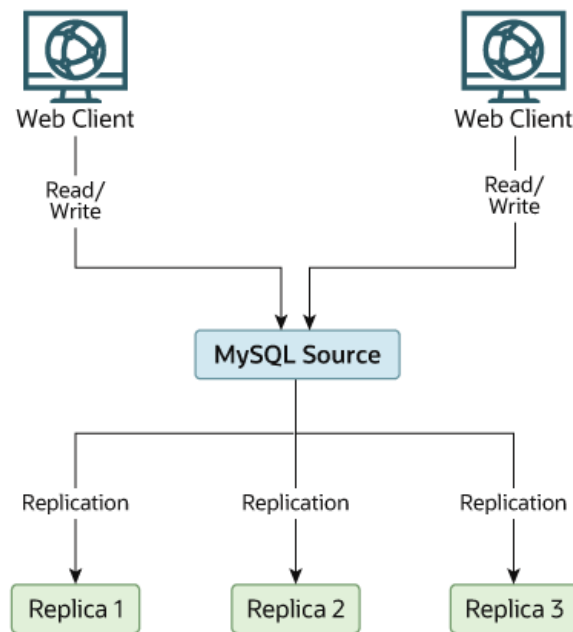 Web Client
Web Client
Read/
Write
Read/
Write
MySQL Source
Replication
Replication
Replication
Replica 1
Replica 2
Replica 3